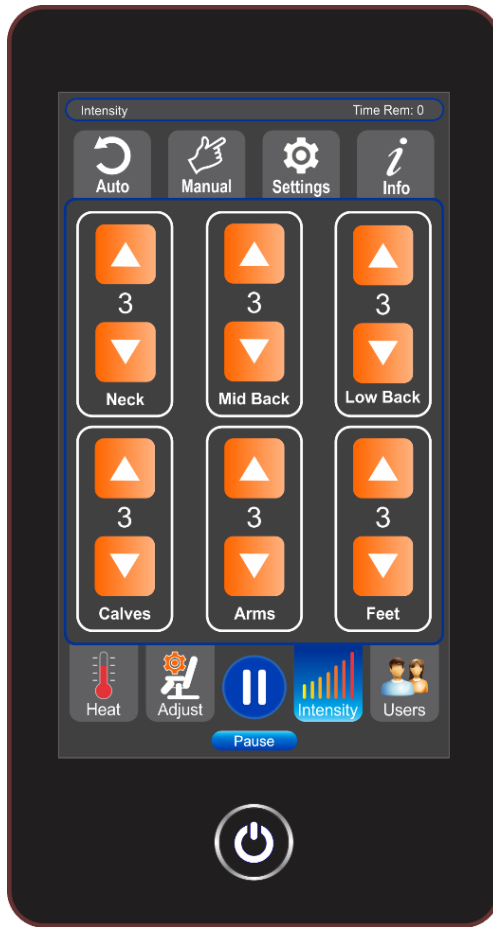 Intensity Time Rem: 0
Auto Manual Settings Info
3 3 3
Neck Mid Back Low Back
3 3 3
Calves Arms Feet
Heat Adjust Intensity Users
Pause